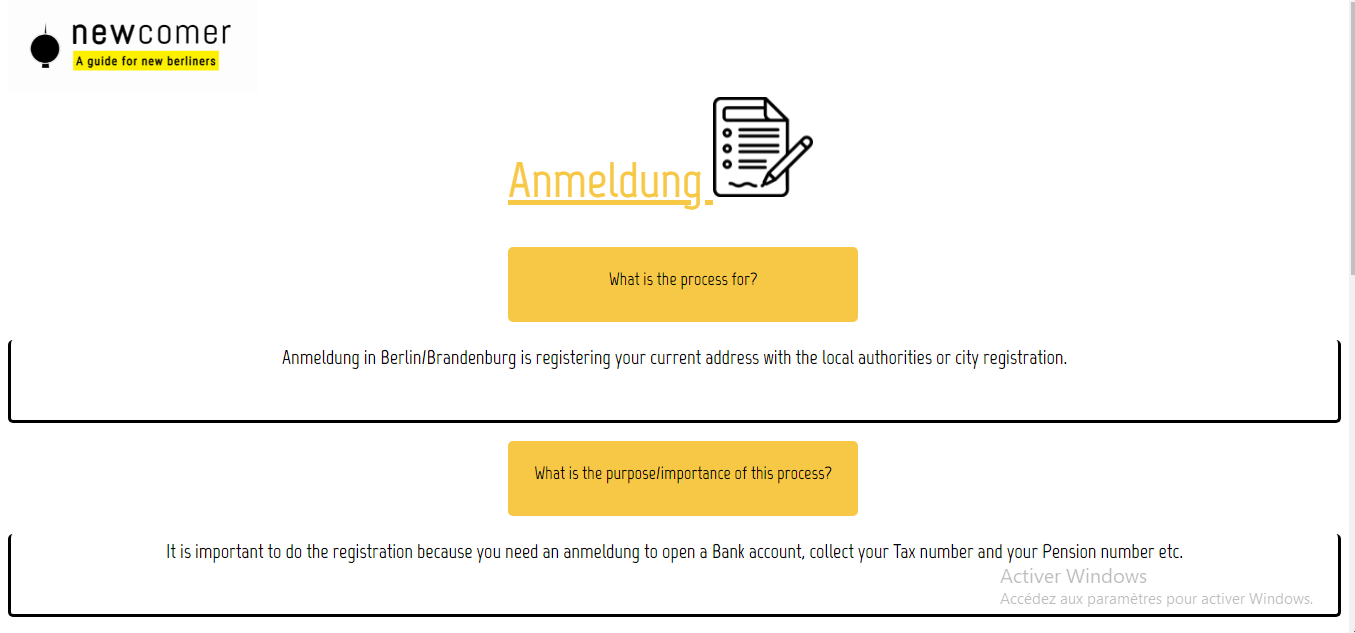 newcomer
A guide for new berliners
Anmeldung
What is the process for?
Anmeldung in Berlin/Brandenburg is registering your current address with the local authorities or city registration.
What is the purpose/importance of this process?
It is important to do the registration because you need an anmeldung to open a Bank account, collect your Tax number and your Pension number etc.
Activer Windows
Accédez aux paramètres pour activer Windows.